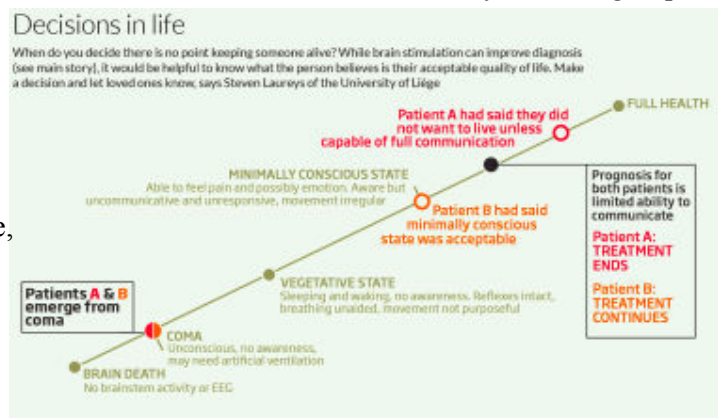 Decisions in life
When do you decide there is no point keeping someone alive? While brain stimulation can improve diagnosis
(see main story), it would be helpful to know what the person believes is their acceptable quality of life. Make
a decision and let loved ones know, says Steven Laureys of the University of Liège
FULL HEALTH
Patient A had said they did
not want to live unless
capable of full communication
Prognosis for
both patients is
limited ability to
communicate
Patient A:
TREATMENT
ENDS
Patient B:
TREATMENT
CONTINUES
MINIMALLY CONSCIOUS STATE
Able to feel pain and possibly emotion. Aware but
uncommunicative and unresponsive, movement irregular
Patient B had said
minimally conscious
state was acceptable
e,
VEGETATIVE STATE
Sleeping and waking, no awareness. Reflexes intact,
breathing unaided, movement not purposeful
Patients A & B
emerge from
coma
COMA
Unconscious, no awareness,
may need artificial ventilation
BRAIN DEATH
No brainstem activity or EEG